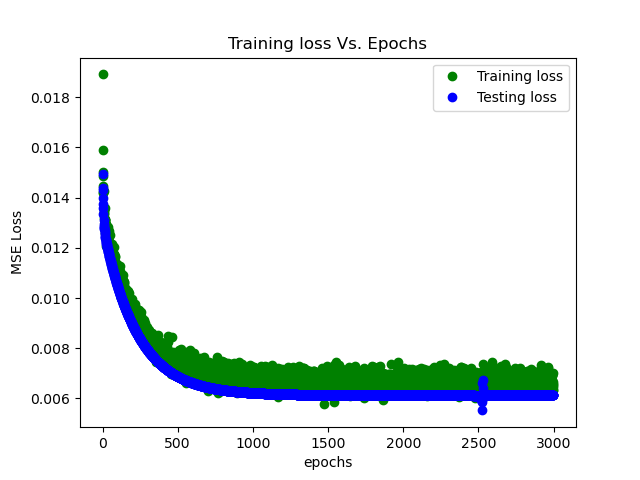 Training loss Vs. Epochs
Training loss
Testing loss
MSE Loss
0.018
0.016
0.014
0.012
0.010
0.008
0.006
0 500 1000 1500 2000 2500 3000
epochs